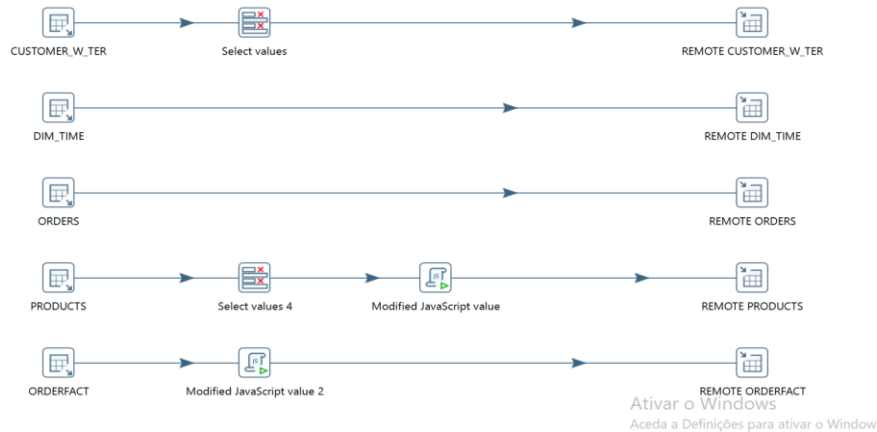 CUSTOMER_W_TER
Select values
REMOTE CUSTOMER_W_TER
DIM_TIME
REMOTE DIM_TIME
ORDERS
REMOTE ORDERS
PRODUCTS
Select values 4
Modified JavaScript value
REMOTE PRODUCTS
ORDERFACT
Modified JavaScript value 2
REMOTE ORDERFACT
Ativar o Windows
Aceda a Definições para ativar o Window